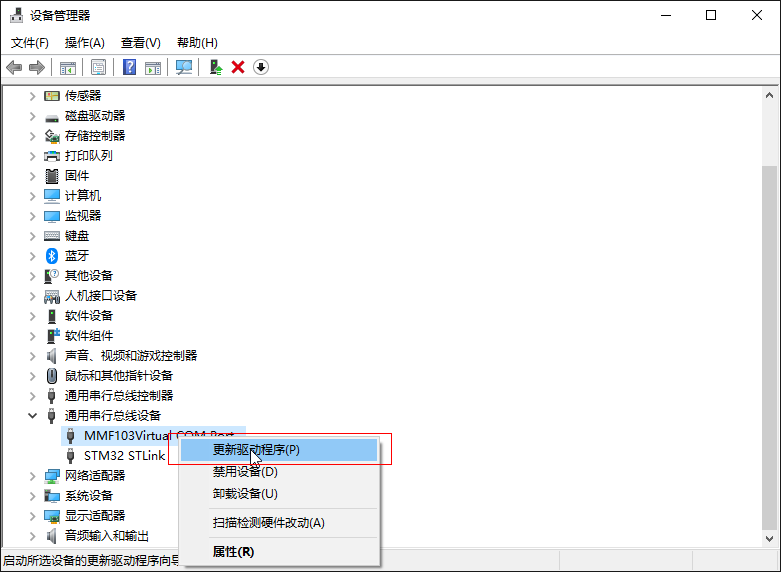 设备管理器
文件(F) 操作(A) 查看(V) 帮助(H)
传感器
磁盘驱动器
存储控制器
打印队列
固件
计算机
监视器
键盘
蓝牙
其他设备
人机接口设备
软件设备
软件组件
声音、视频和游戏控制器
鼠标和其他指针设备
通用串行总线控制器
通用串行总线设备
MMF103Virtual COM Port
STM32 STLink
更新驱动程序(P)
禁用设备(D)
卸载设备(U)
扫描检测硬件改动(A)
属性(R)
网络适配器
系统设备
显示适配器
音频输入和输出
启动所选设备的更新驱动程序向导